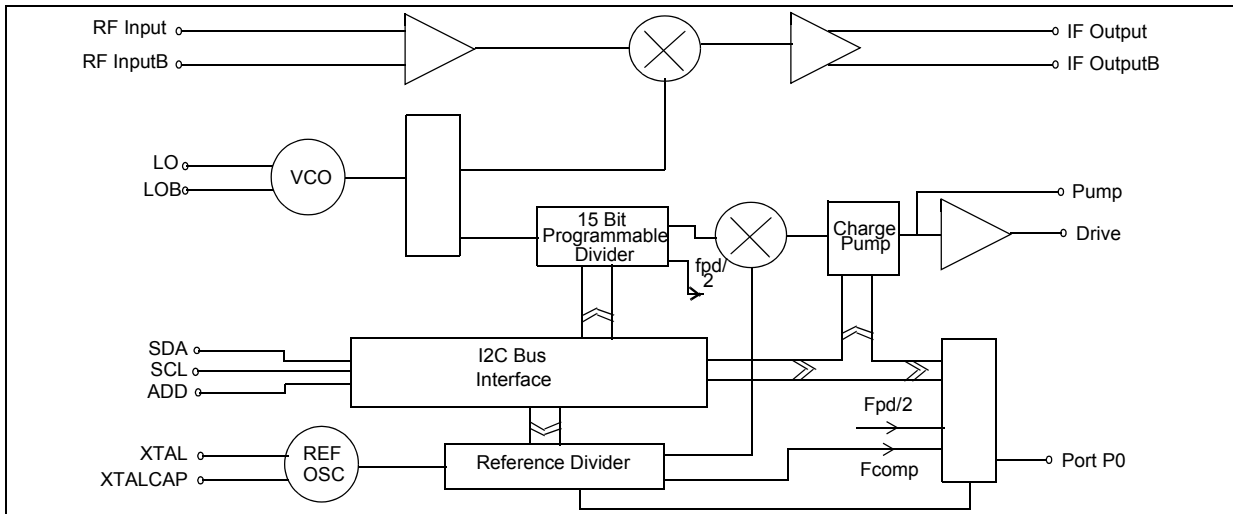 RF Input
RF InputB
IF Output
IF OutputB
LO
LOB
VCO
15 Bit
Programmable
Divider
fpd/
2
Charge
Pump
Pump
Drive
SDA
SCL
ADD
I2C Bus
Interface
Fpd/2
Fcomp
XTAL
XTALCAP
REF
OSC
Reference Divider
Port P0